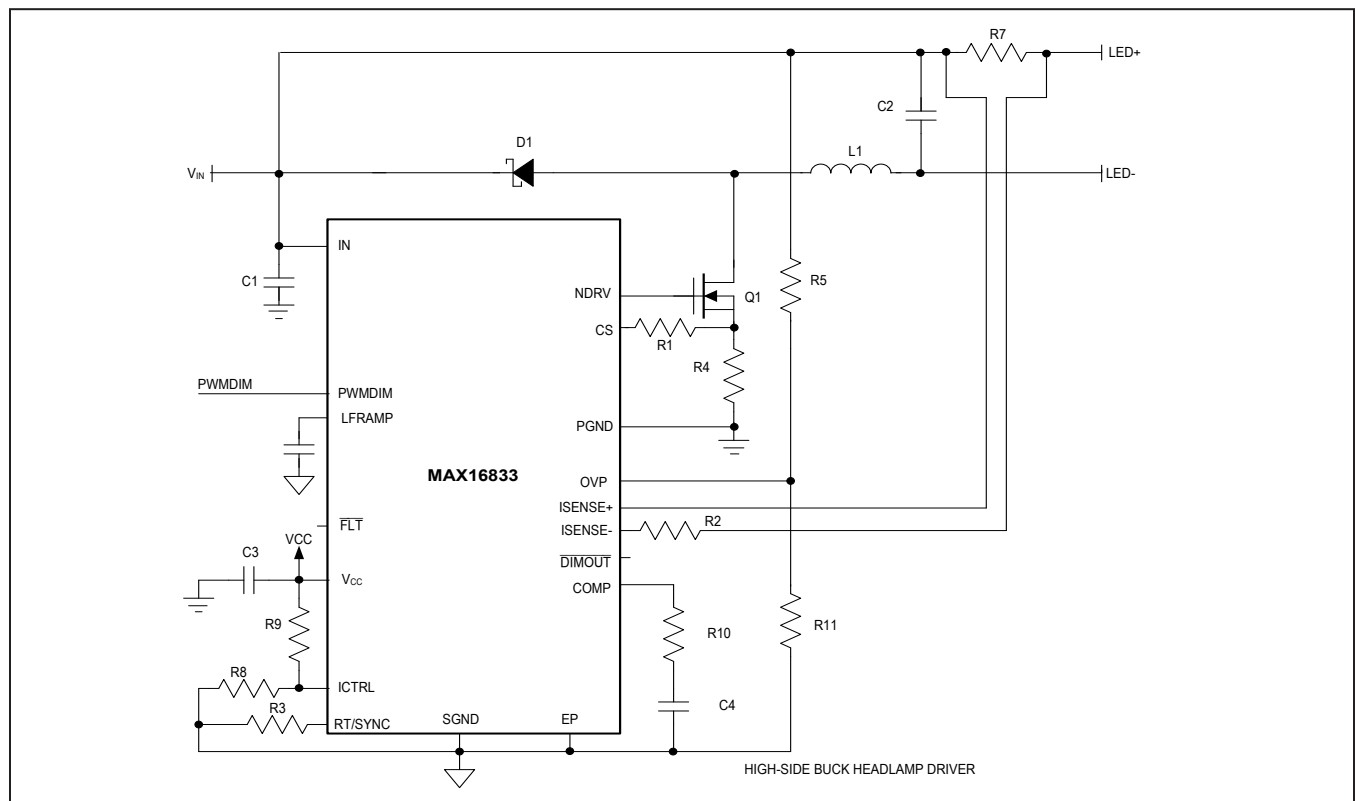 R7
LED+
C2
D1
L1
VIN
LED-
IN
C1
R5
NDRV
Q1
CS
R1
R4
PWMDIM
PWMDIM
LFRAMP
PGND
MAX16833
OVP
ISENSE+
FLT
ISENSE-
R2
VCC
DIMOUT
C3
VCC
COMP
R9
R10
R11
R8
ICTRL
C4
R3
RT/SYNC
SGND
EP
HIGH-SIDE BUCK HEADLAMP DRIVER